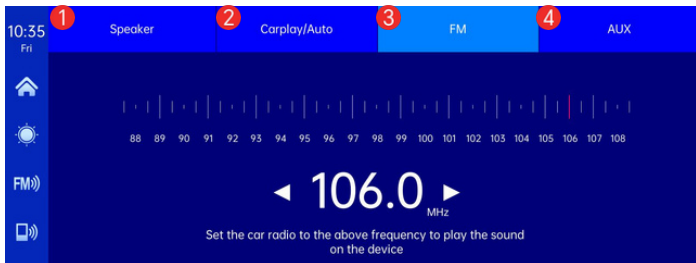 10:35
Fri
1 Speaker 2 Carplay/Auto 3 FM 4 AUX
88 89 90 91 92 93 94 95 96 97 98 99 100 101 102 103 104 105 106 107 108
FM
106.0 MHz
Set the car radio to the above frequency to play the sound
on the device